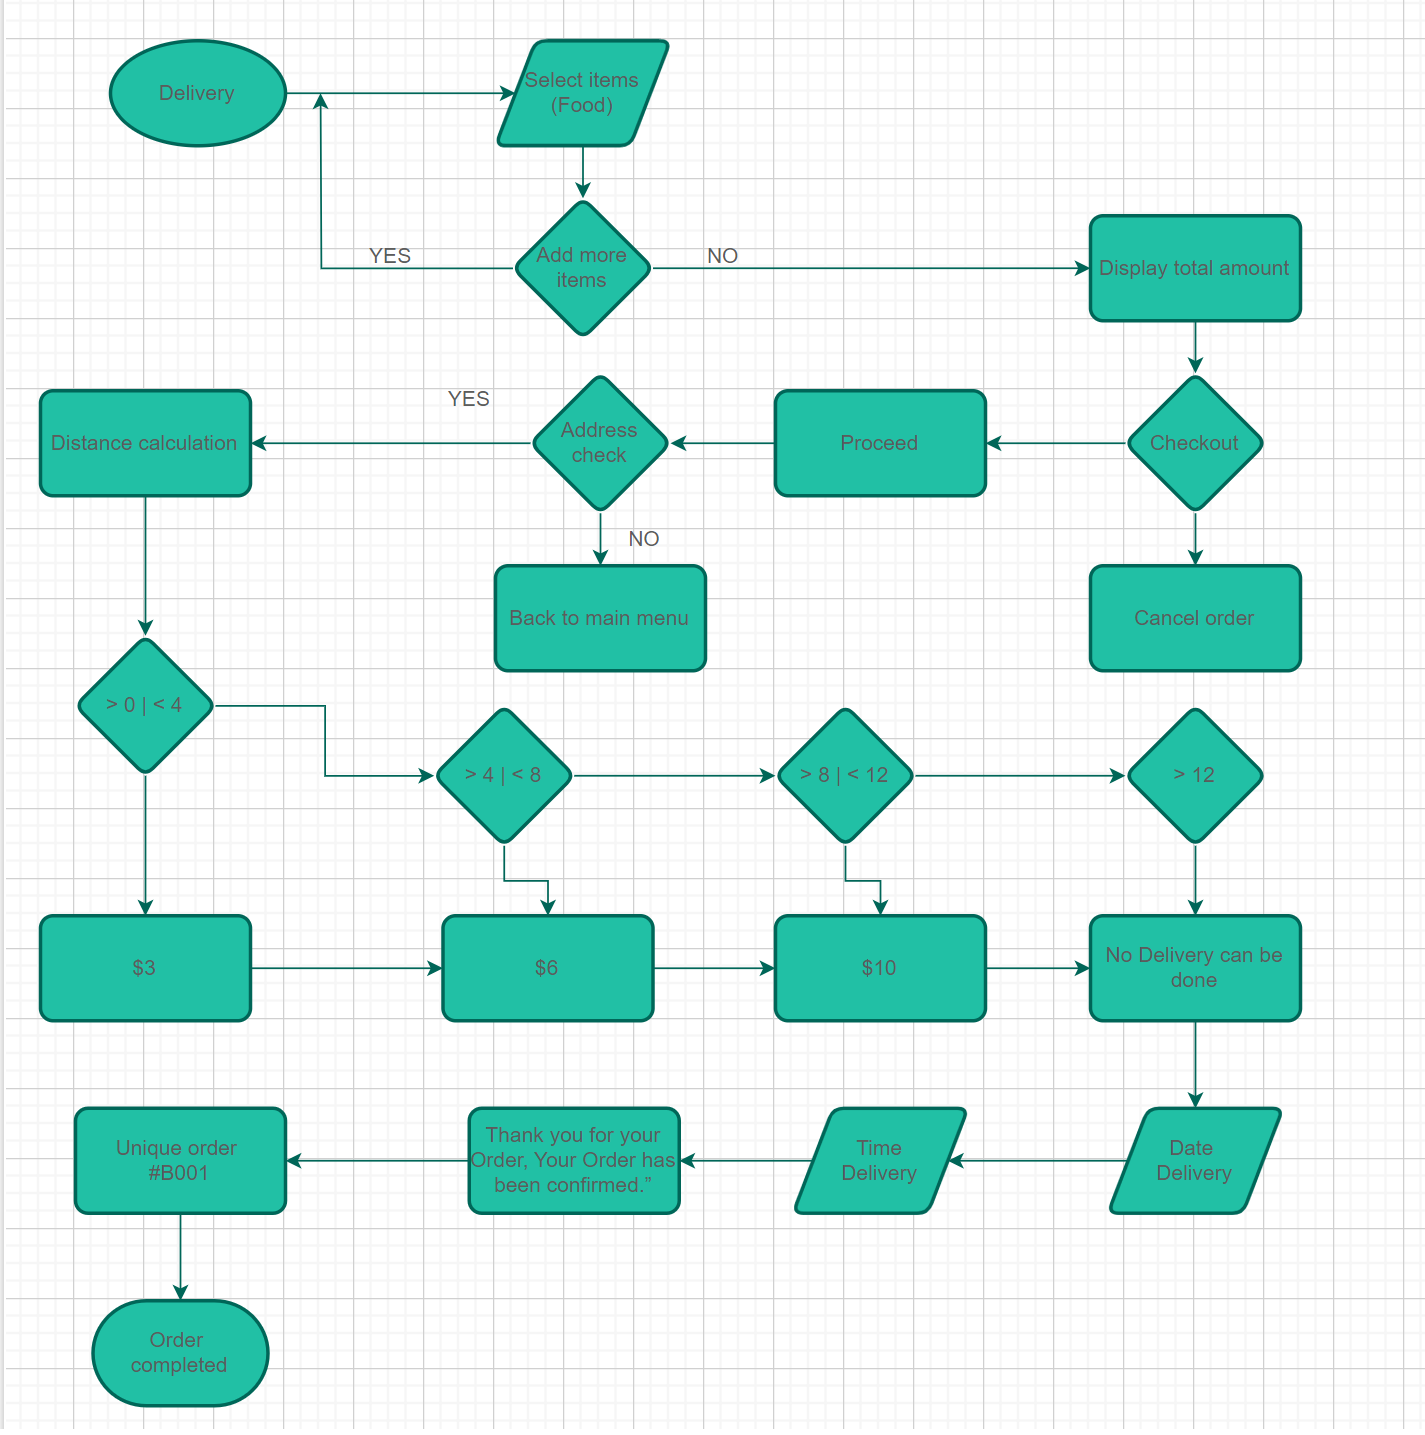 Delivery
Select items
(Food)
YES
Add more
items
NO
Display total amount
Distance calculation
YES
Address
check
Proceed
Checkout
NO
Back to main menu
Cancel order
> 0 | < 4
> 4 | < 8
> 8 | < 12
> 12
$3
$6
$10
No Delivery can be
done
Unique order
#B001
Thank you for your
Order, Your Order has
been confirmed.”
Time
Delivery
Date
Delivery
Order
completed